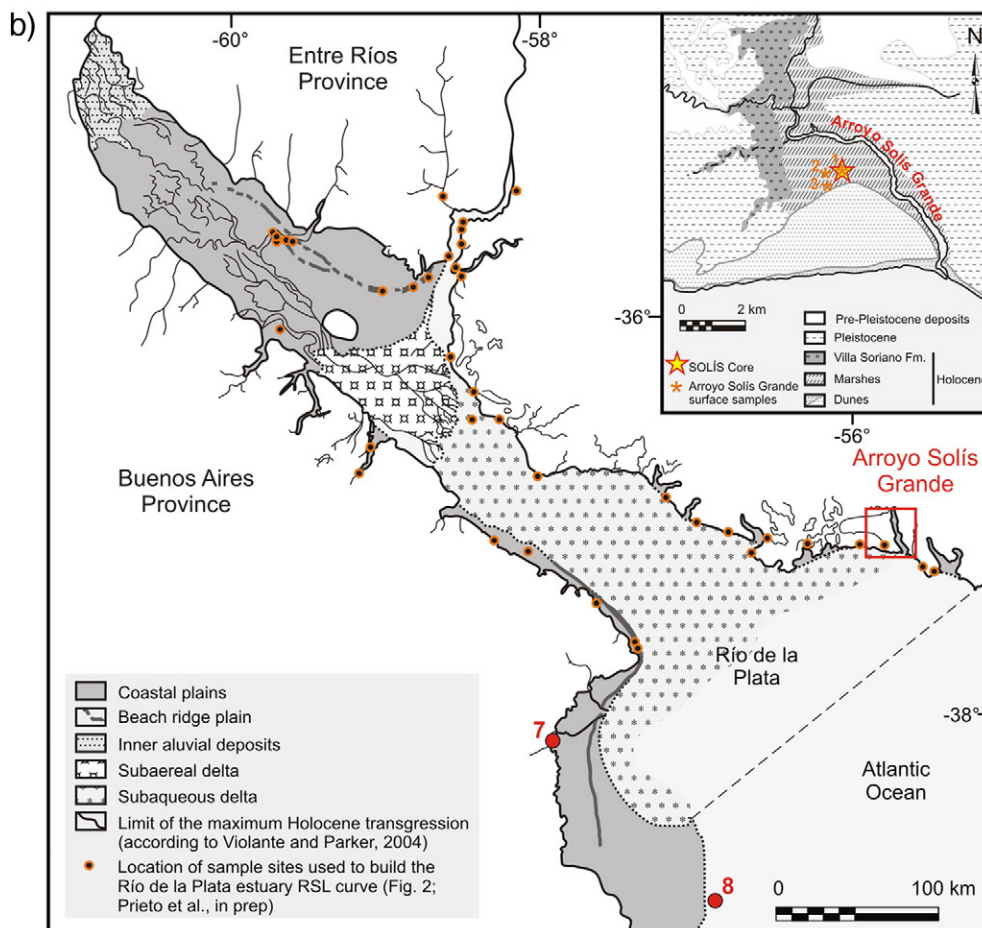 b)
-60°
-58°
Entre Ríos
Province
N
Arroyo Solís Grande
1
2
3
-36°
0 2 km
Pre-Pleistocene deposits
Pleistocene
Villa Soriano Fm.
Marshes
Dunes
Holocene
SOLÍS Core
Arroyo Solís Grande
surface samples
-56°
Buenos Aires
Province
Arroyo Solís
Grande
Río de la
Plata
-38°
7
Atlantic
Ocean
8
0 100 km
Coastal plains
Beach ridge plain
Inner aluvial deposits
Subaereal delta
Subaqueous delta
Limit of the maximum Holocene transgression
(according to Violante and Parker, 2004)
Location of sample sites used to build the
Río de la Plata estuary RSL curve (Fig. 2;
Prieto et al., in prep)